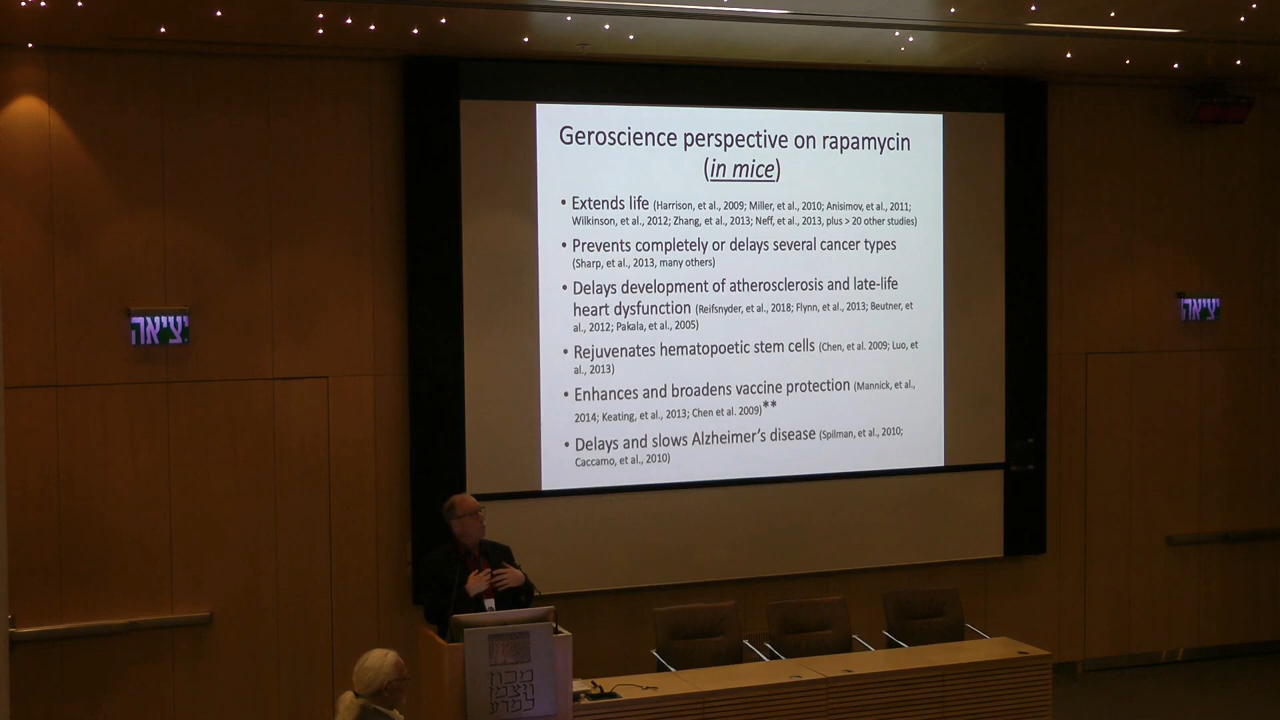 Geroscience perspective on rapamycin
(in mice)
• Extends life (Harrison, et al., 2009; Miller, et al., 2010; Anisimov, et al., 2011;
Wilkinson, et al., 2012; Zhang, et al., 2013; Neff, et al., 2013, plus > 20 other studies)
• Prevents completely or delays several cancer types
(Sharp, et al., 2013, many others)
• Delays development of atherosclerosis and late-life
heart dysfunction (Reifsnyder, et al., 2018; Flynn, et al., 2013; Beutner, et
al., 2012; Pakala, et al., 2005)
• Rejuvenates hematopoetic stem cells (Chen, et al. 2009; Luo, et
al., 2013)
• Enhances and broadens vaccine protection (Mannick, et al.,
2014; Keating, et al., 2013; Chen et al. 2009)**
• Delays and slows Alzheimer's disease (Spilman, et al., 2010;
Caccamo, et al., 2010)
יציאה
יציאה
מכון
ויצמן
למדע